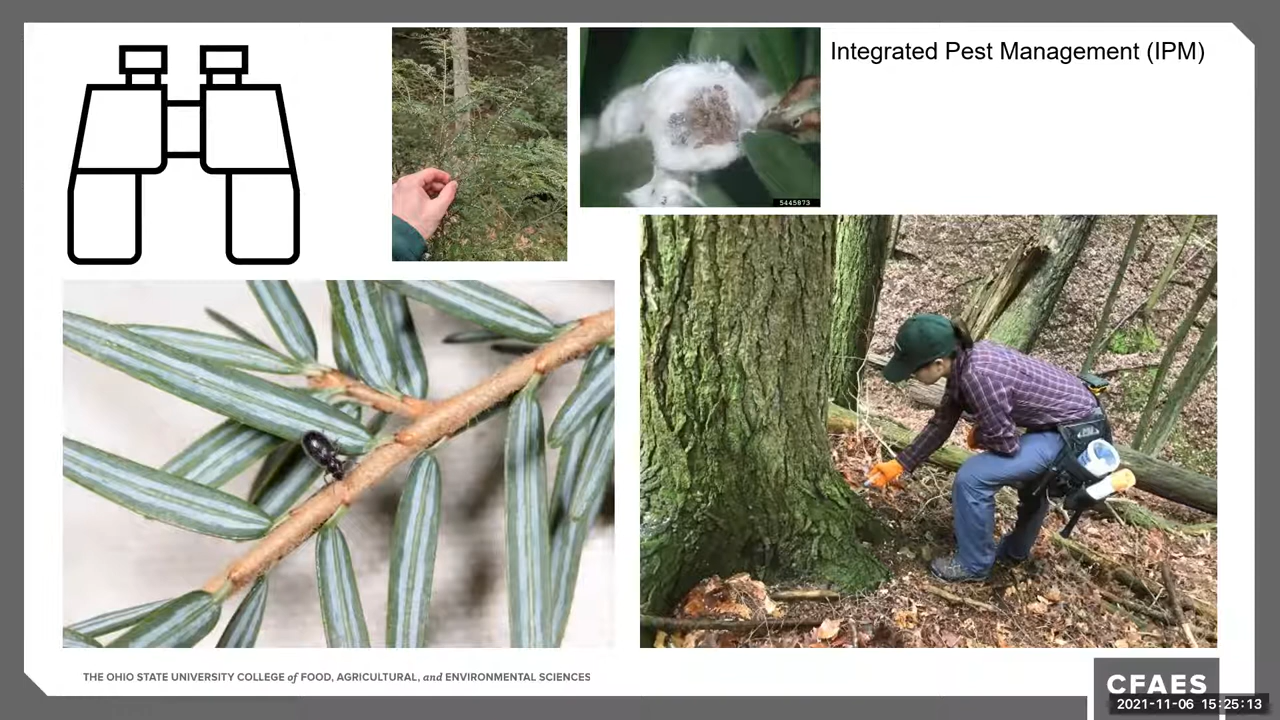 Integrated Pest Management (IPM)
5445873
THE OHIO STATE UNIVERSITY COLLEGE of FOOD, AGRICULTURAL, and ENVIRONMENTAL SCIENCES
CFAES
2021-11-06 15:25:13